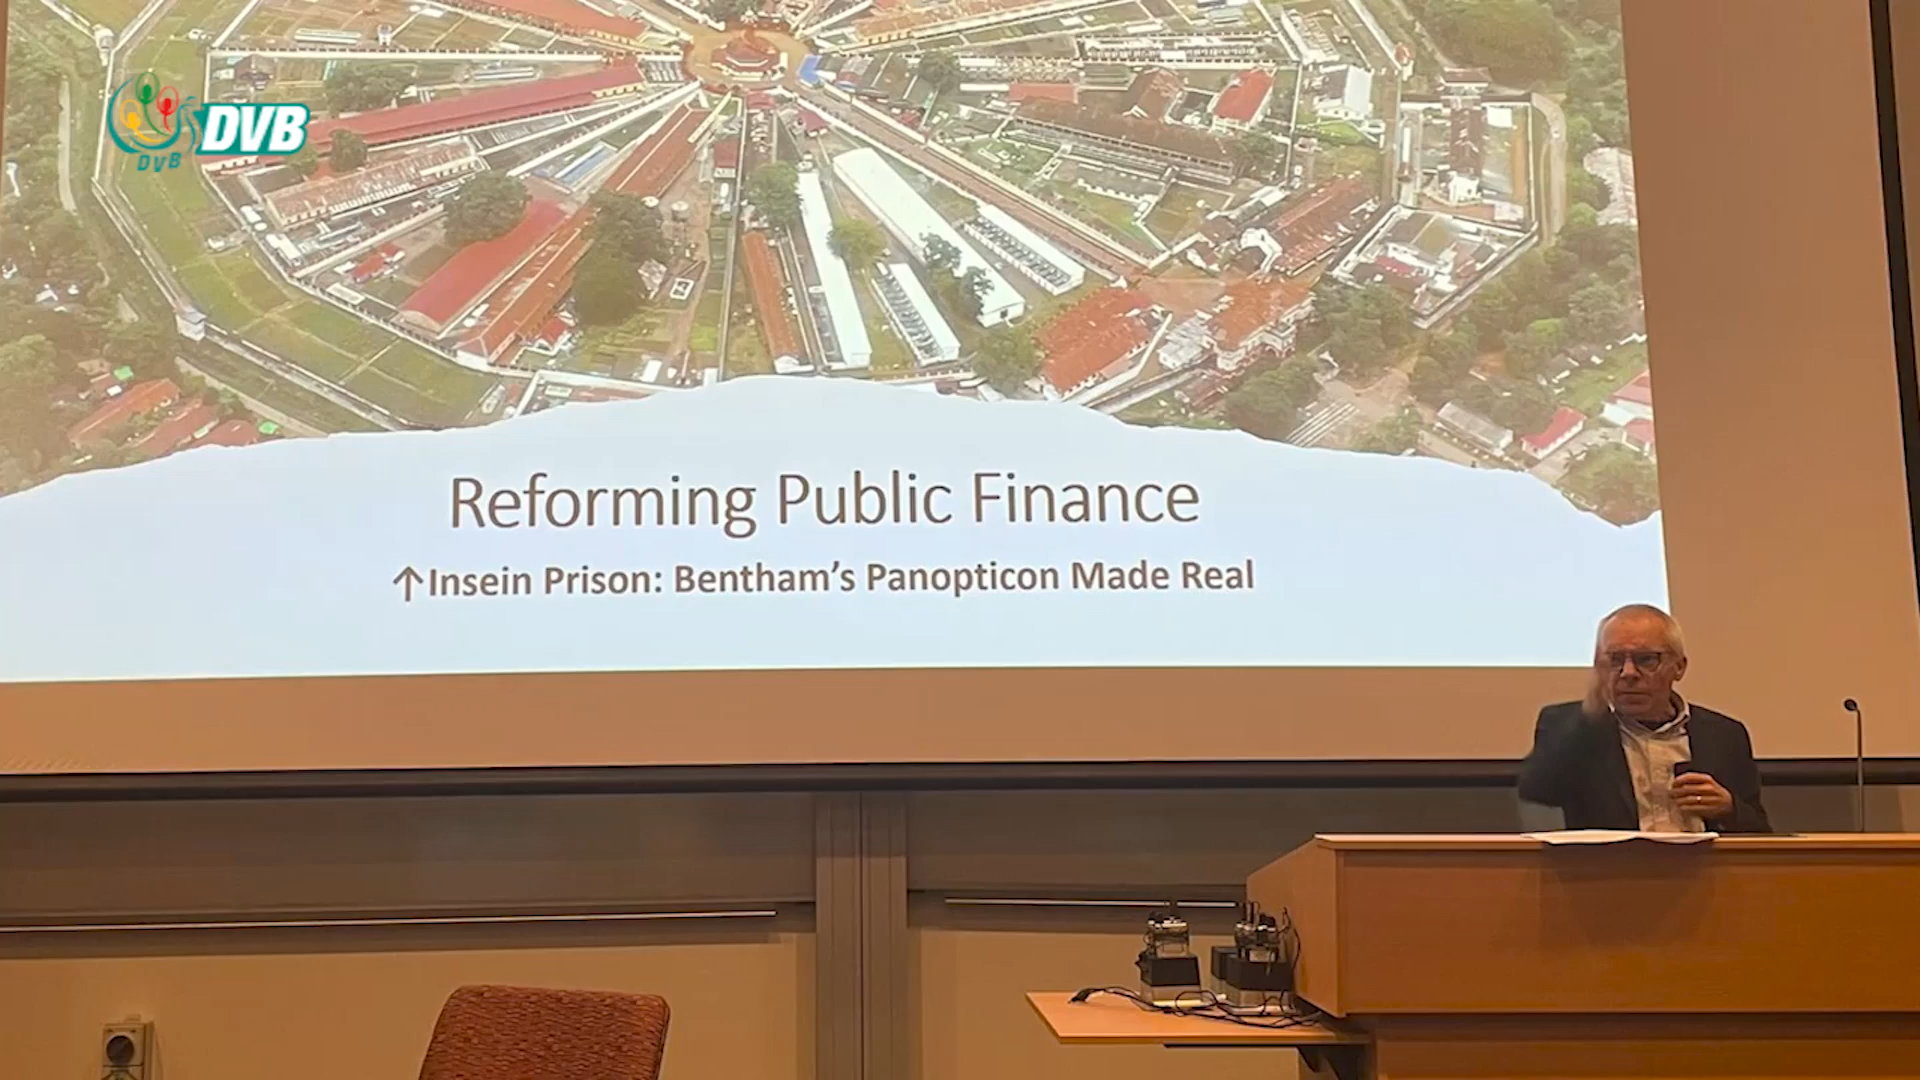 DVB
DVB
Reforming Public Finance
↑Insein Prison: Bentham's Panopticon Made Real